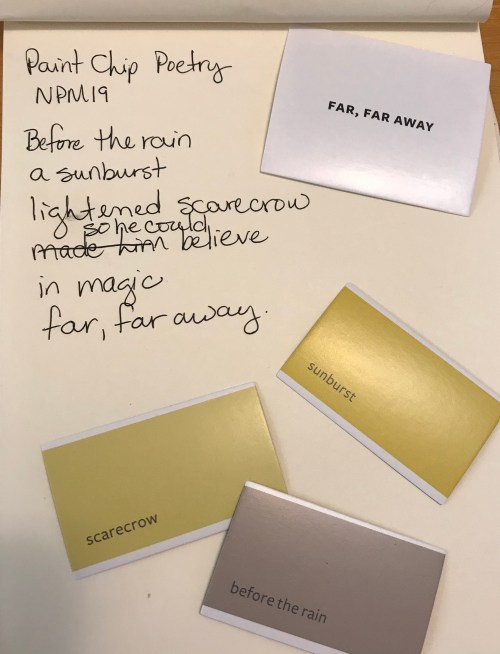 Paint Chip Poetry
NPM19
Before the rain
a sunburst
lightened scarecrow
so he could
made him believe
in magic
far, far away.
FAR, FAR AWAY
sunburst
scarecrow
before the rain